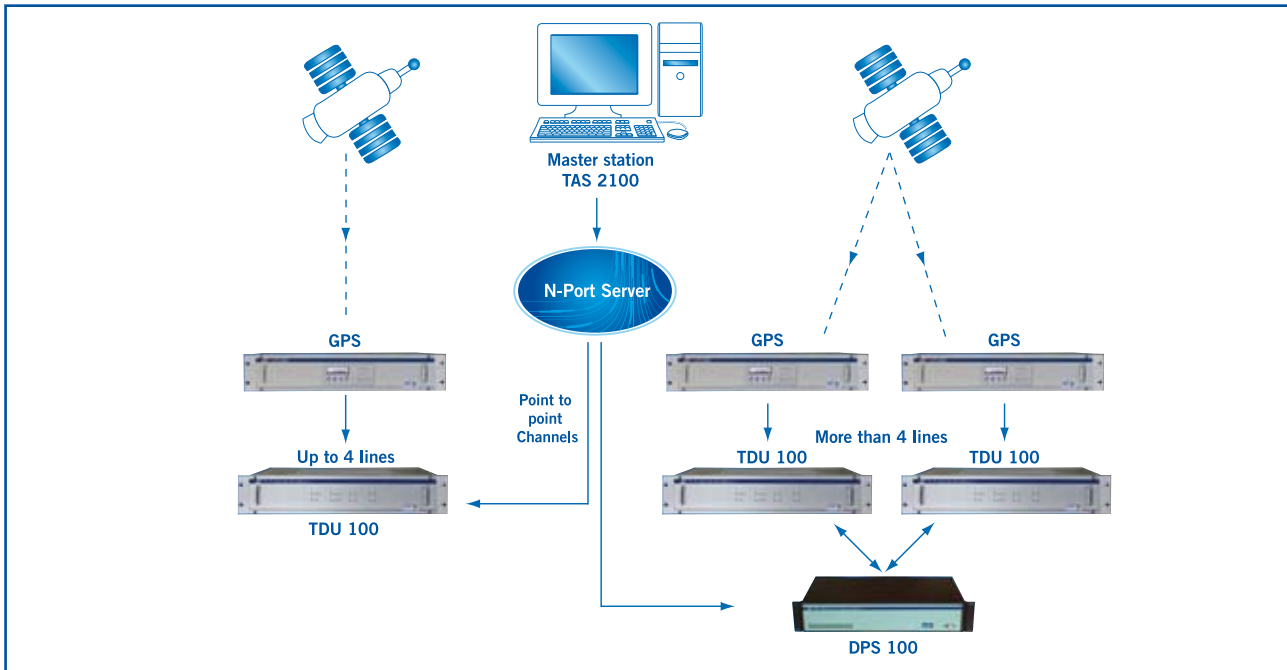 Master station
TAS 2100
N-Port Server
GPS
GPS
GPS
Point to
point
Channels
Up to 4 lines
More than 4 lines
TDU 100
TDU 100
TDU 100
DPS 100